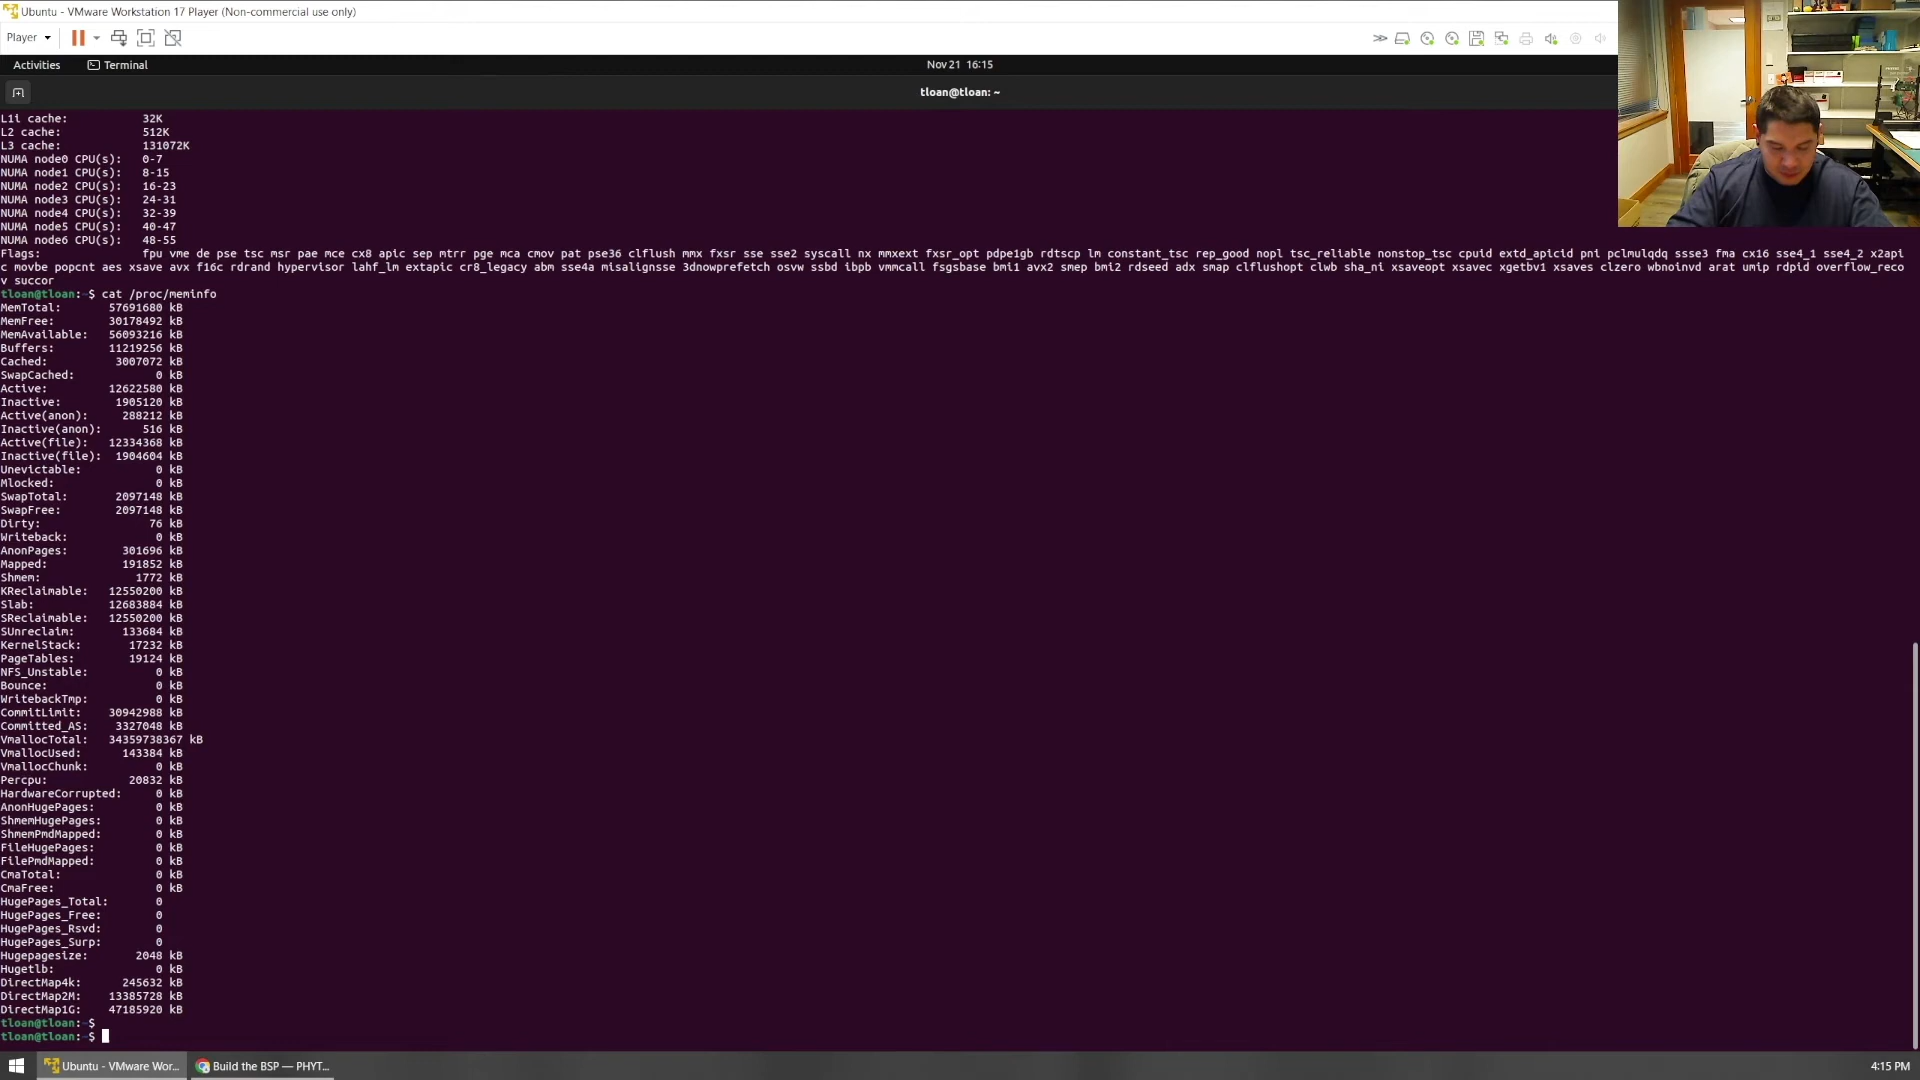 Ubuntu - VMware Workstation 17 Player (Non-commercial use only)
Player
Activities
Terminal
Nov 21 16:15
tloan@tloan: ~
L1i cache: 32K
L2 cache: 512K
L3 cache: 131072K
NUMA node0 CPU(s): 0-7
NUMA node1 CPU(s): 8-15
NUMA node2 CPU(s): 16-23
NUMA node3 CPU(s): 24-31
NUMA node4 CPU(s): 32-39
NUMA node5 CPU(s): 40-47
NUMA node6 CPU(s): 48-55
Flags: fpu vme de pse tsc msr pae mce cx8 apic sep mtrr pge mca cmov pat pse36 clflush mmx fxsr sse sse2 syscall nx mmxext fxsr_opt pdpe1gb rdtscp lm constant_tsc rep_good nopl tsc_reliable nonstop_tsc cpuid extd_apicid pni pclmulqdq ssse3 fma cx16 sse4_1 sse4_2 x2api
c movbe popcnt aes xsave avx f16c rdrand hypervisor lahf_lm extapic cr8_legacy abm sse4a misalignsse 3dnowprefetch osvw ssbd ibpb vmmcall fsgsbase bmi1 avx2 smep bmi2 rdseed adx smap clflushopt clwb sha_ni xsaveopt xsavec xgetbv1 xsaves clzero wbnoinvd arat umip rdpid overflow_reco
v succor
tloan@tloan:~$ cat /proc/meminfo
MemTotal: 57691680 kB
MemFree: 30178492 kB
MemAvailable: 56093216 kB
Buffers: 11219256 kB
Cached: 3007072 kB
SwapCached: 0 kB
Active: 12622580 kB
Inactive: 1905120 kB
Active(anon): 288212 kB
Inactive(anon): 516 kB
Active(file): 12334368 kB
Inactive(file): 1904604 kB
Unevictable: 0 kB
Mlocked: 0 kB
SwapTotal: 2097148 kB
SwapFree: 2097148 kB
Dirty: 76 kB
Writeback: 0 kB
AnonPages: 301696 kB
Mapped: 191852 kB
Shmem: 1772 kB
KReclaimable: 12550200 kB
Slab: 12683884 kB
SReclaimable: 12550200 kB
SUnreclaim: 133684 kB
KernelStack: 17232 kB
PageTables: 19124 kB
NFS_Unstable: 0 kB
Bounce: 0 kB
WritebackTmp: 0 kB
CommitLimit: 30942988 kB
Committed_AS: 3327048 kB
VmallocTotal: 34359738367 kB
VmallocUsed: 143384 kB
VmallocChunk: 0 kB
Percpu: 20832 kB
HardwareCorrupted: 0 kB
AnonHugePages: 0 kB
ShmemHugePages: 0 kB
ShmemPmdMapped: 0 kB
FileHugePages: 0 kB
FilePmdMapped: 0 kB
CmaTotal: 0 kB
CmaFree: 0 kB
HugePages_Total: 0
HugePages_Free: 0
HugePages_Rsvd: 0
HugePages_Surp: 0
Hugepagesize: 2048 kB
Hugetlb: 0 kB
DirectMap4k: 245632 kB
DirectMap2M: 13385728 kB
DirectMap1G: 47185920 kB
tloan@tloan:~$
tloan@tloan:~$
Ubuntu - VMware Wor...
Build the BSP — PHYT...
4:15 PM